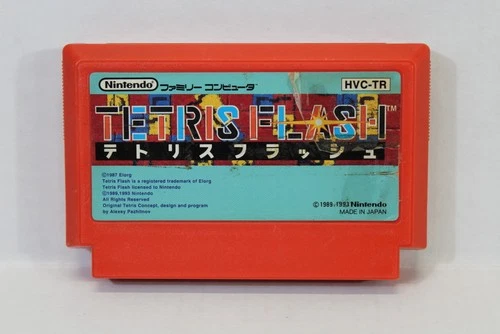 Nintendo ファミリー コンピュータ HVC-TR
TETRIS FLASH™
テトリスフラッシュ
©1987 Elorg
Tetris Flash is a registered trademark of Elorg
Tetris Flash licensed to Nintendo
©1989,1993 Nintendo
All Rights Reserved
Original Tetris Concept, design and program
by Alexey Pazhitnov
©1989,1993 Nintendo
MADE IN JAPAN